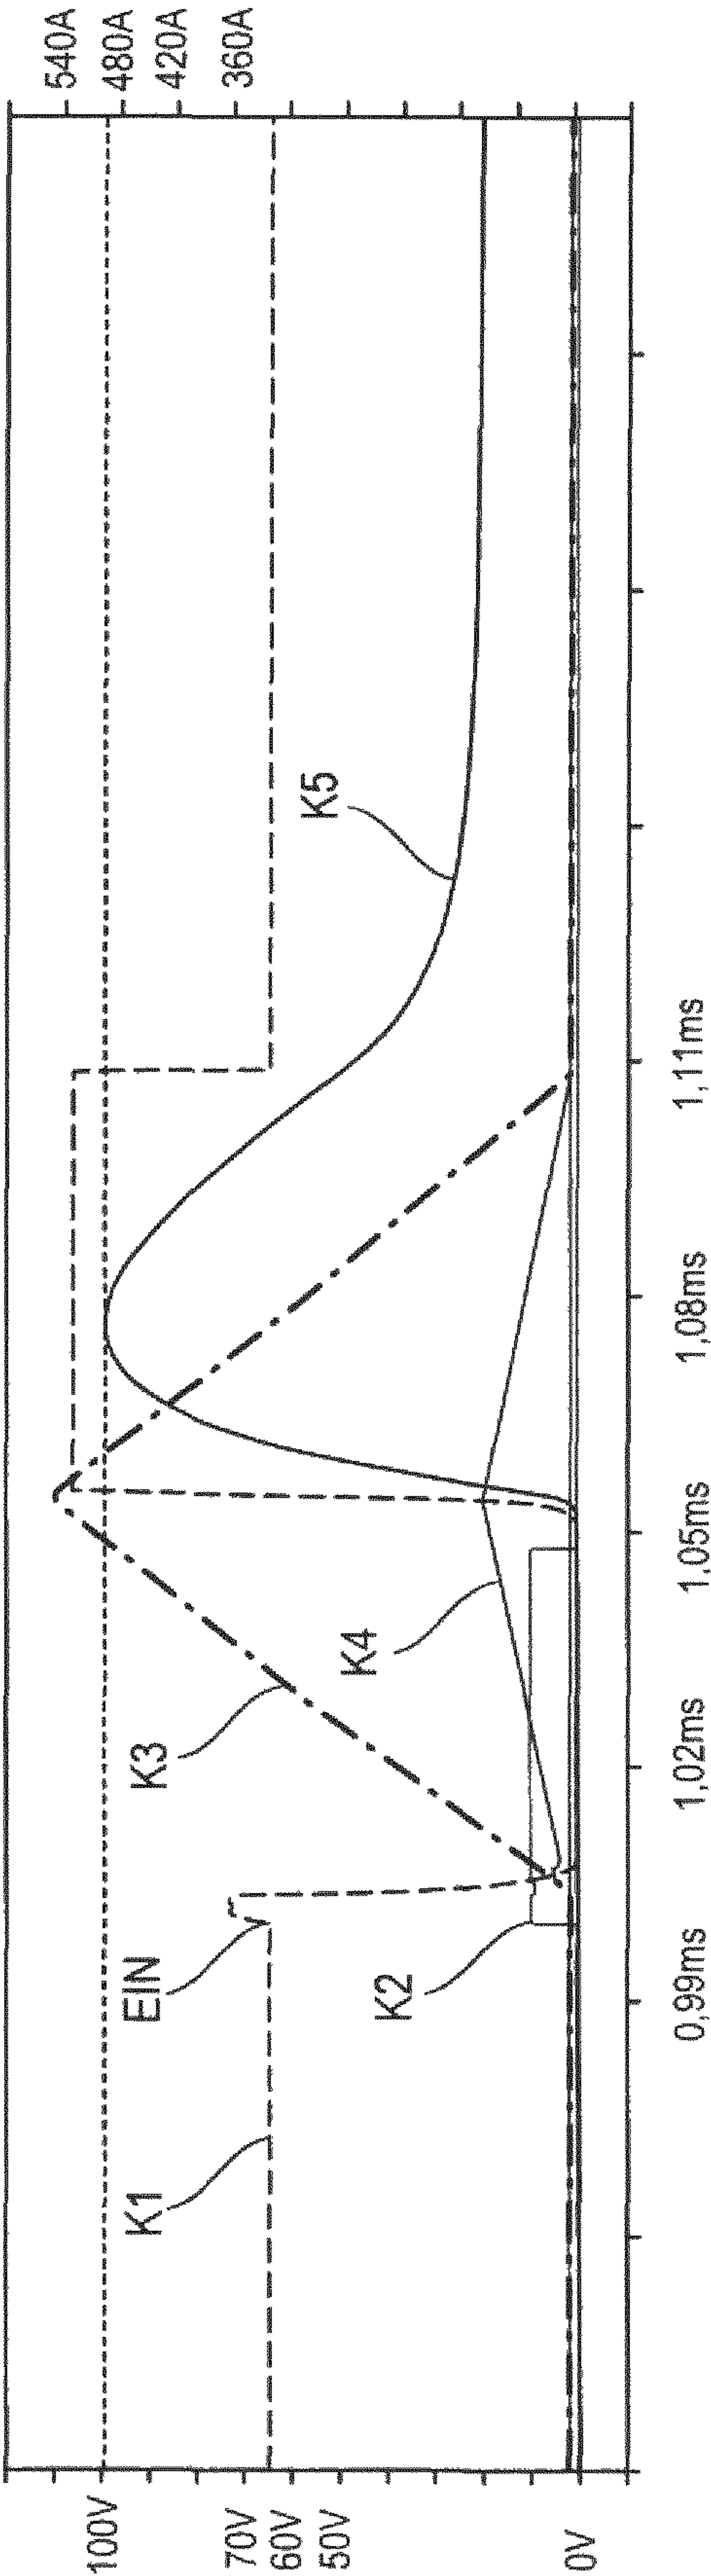 100V
70V
60V
50V
0V
540A
480A
420A
360A
K1
EIN
K2
K3
K4
K5
0,99ms
1,02ms
1,05ms
1,08ms
1,11ms